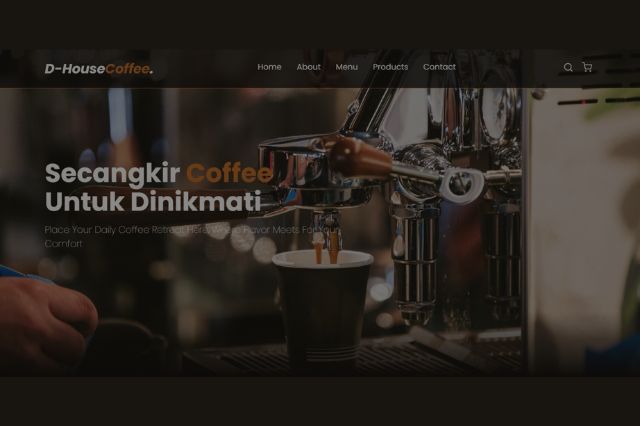 D-HouseCoffee.
Home About Menu Products Contact
Secangkir Coffee
Untuk Dinikmati
Place Your Daily Coffee Retreat Here, Where Flavor Meets For Your
Comfort